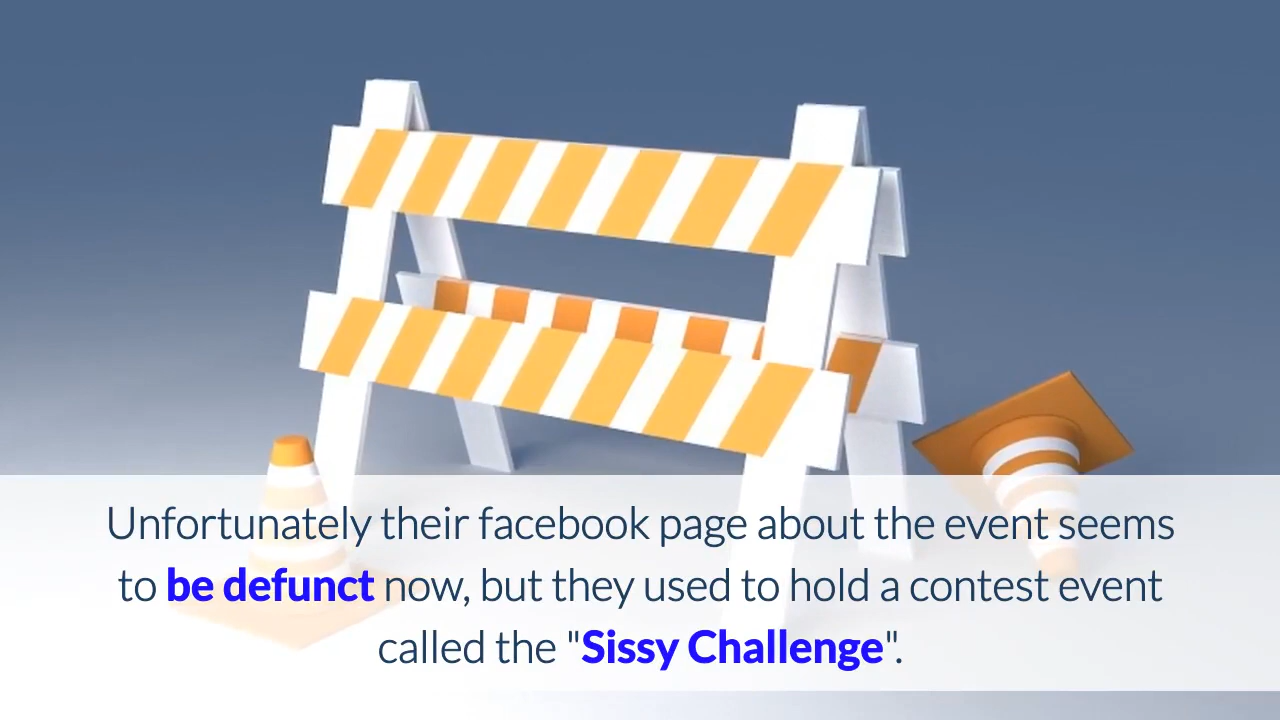 Unfortunately their facebook page about the event seems
to be defunct now, but they used to hold a contest event
called the "Sissy Challenge".